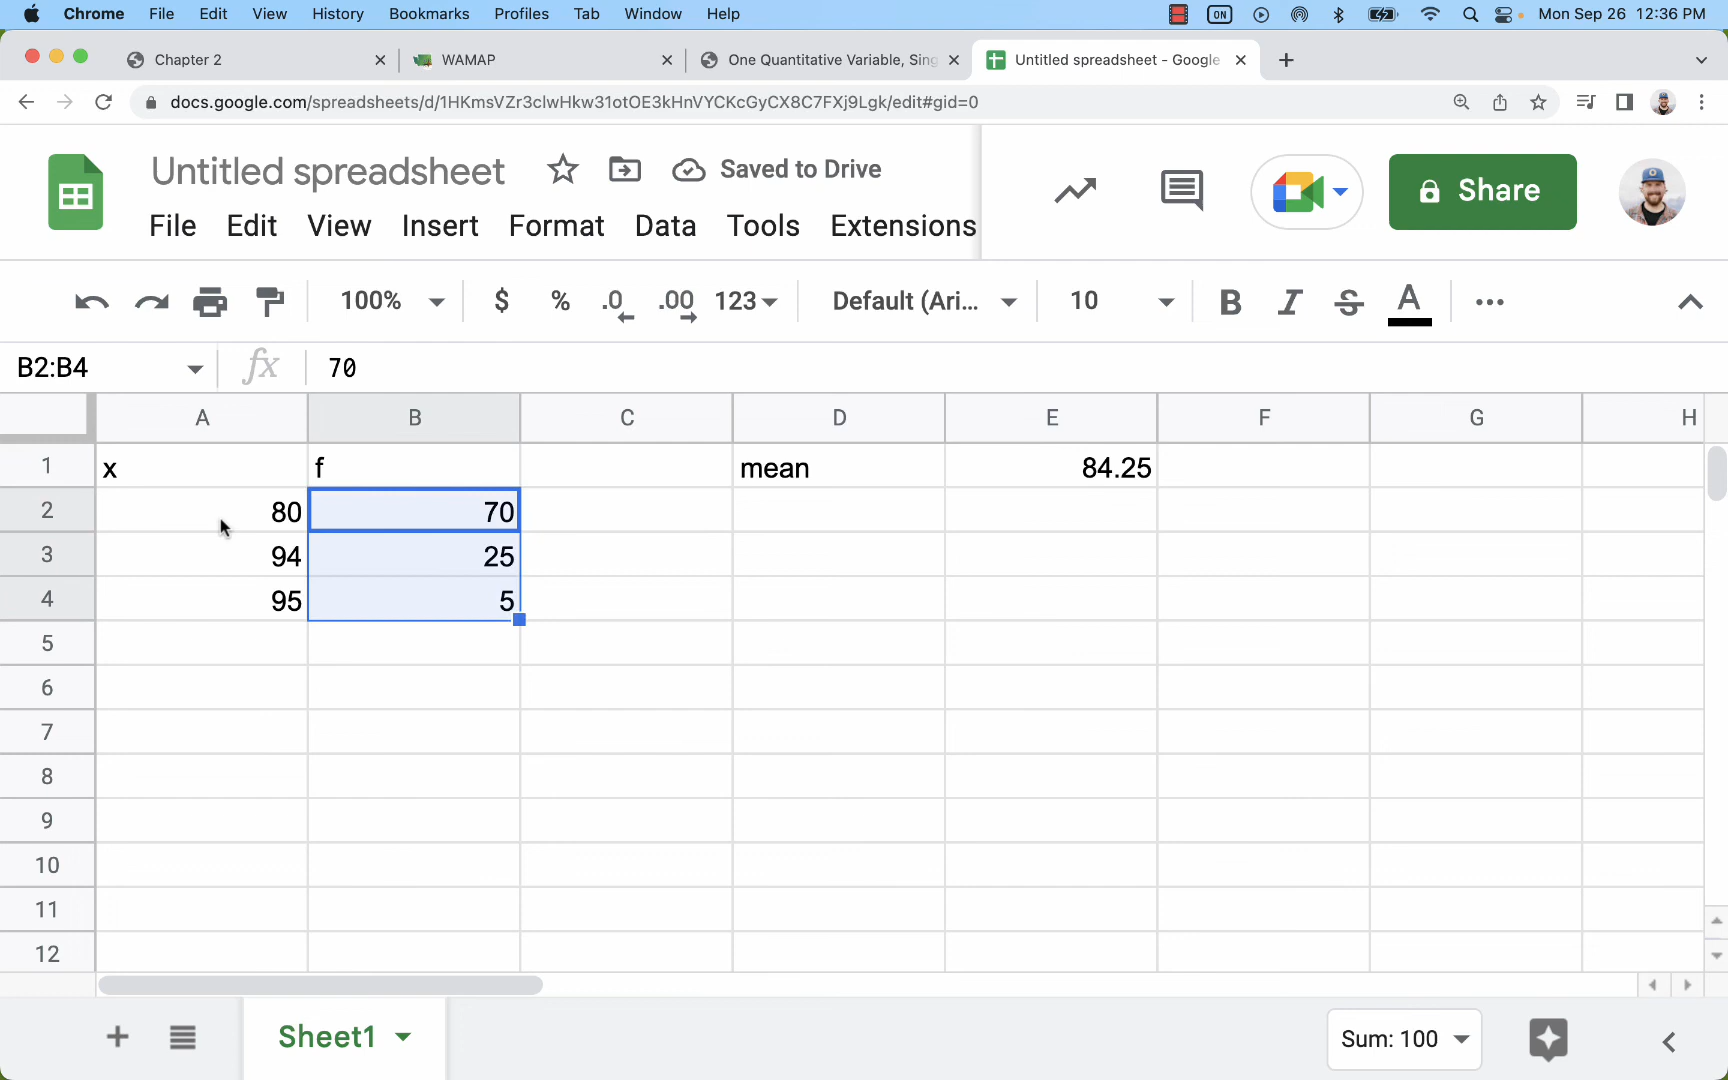 Chrome File Edit View History Bookmarks Profiles Tab Window Help ON Mon Sep 26 12:36 PM
Chapter 2 WAMAP One Quantitative Variable, Sing Untitled spreadsheet - Google
docs.google.com/spreadsheets/d/1HKmsVZr3clwHkw31otOE3kHnVYCKcGyCX8C7FXj9Lgk/edit#gid=0
Untitled spreadsheet Saved to Drive Share
File Edit View Insert Format Data Tools Extensions
100% $ % .0 .00 123 Default (Ari... 10 B I S A
B2:B4 fx 70
A B C D E F G H
1 x f mean 84.25
2 80 70
3 94 25
4 95 5
5
6
7
8
9
10
11
12
Sheet1 Sum: 100